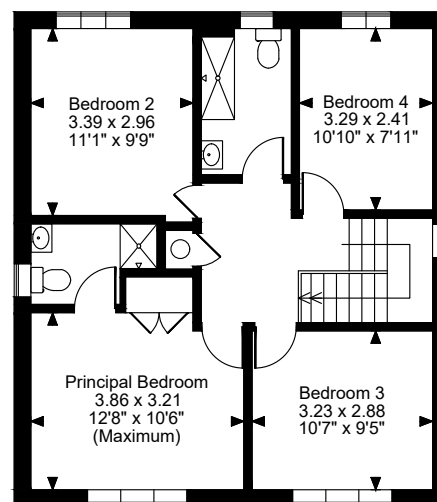 Bedroom 2
3.39 x 2.96
11'1" x 9'9"
Bedroom 4
3.29 x 2.41
10'10" x 7'11"
Principal Bedroom
3.86 x 3.21
12'8" x 10'6"
(Maximum)
Bedroom 3
3.23 x 2.88
10'7" x 9'5"